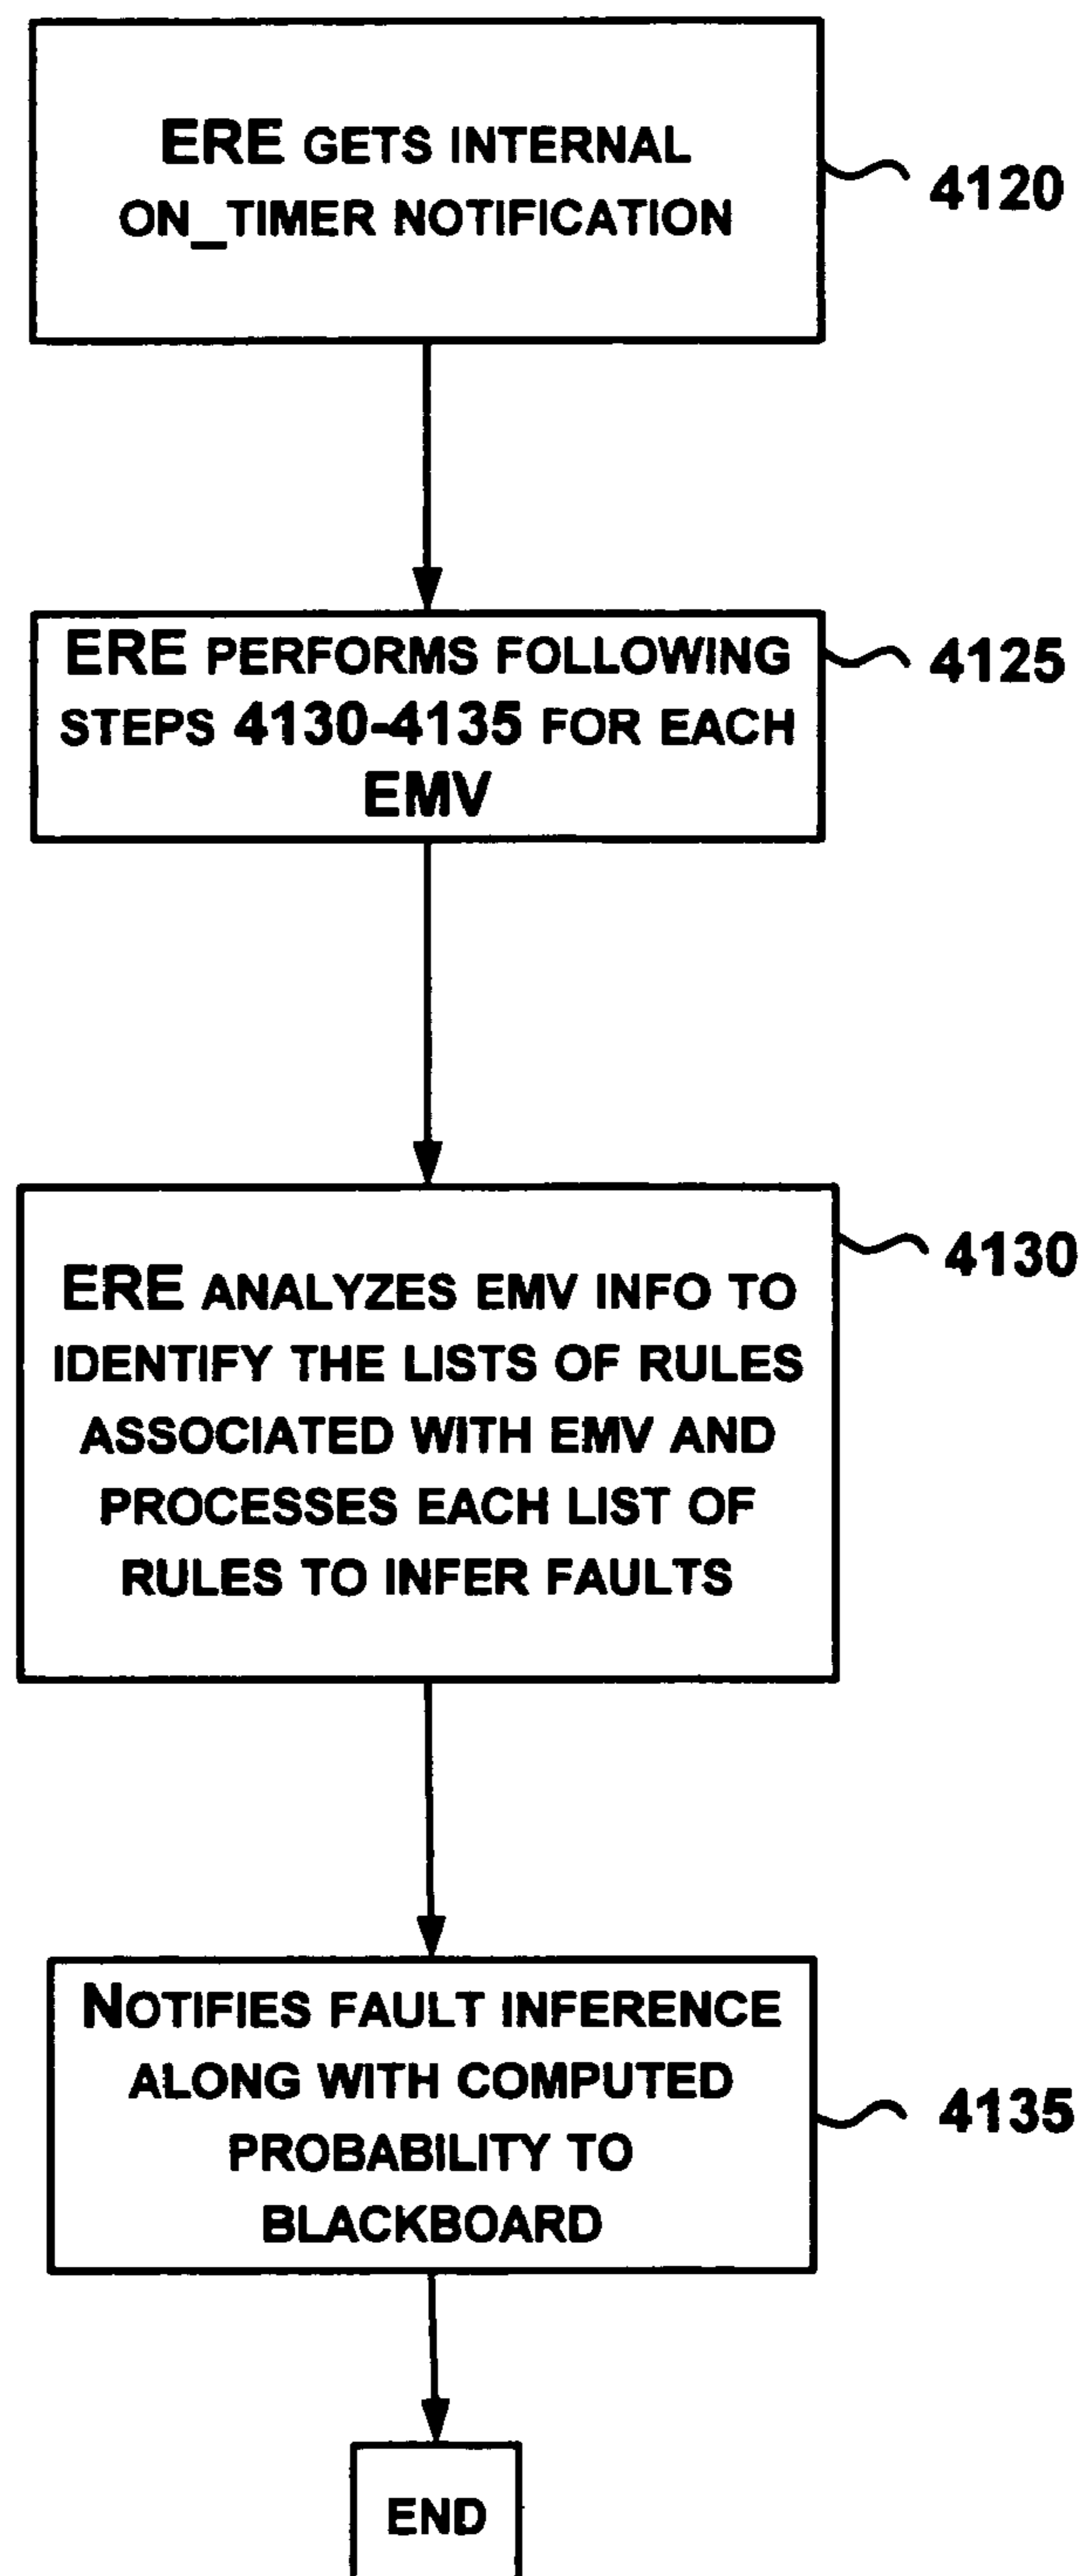 ERE GETS INTERNAL
ON_TIMER NOTIFICATION
4120
ERE PERFORMS FOLLOWING
STEPS 4130-4135 FOR EACH
EMV
4125
ERE ANALYZES EMV INFO TO
IDENTIFY THE LISTS OF RULES
ASSOCIATED WITH EMV AND
PROCESSES EACH LIST OF
RULES TO INFER FAULTS
4130
NOTIFIES FAULT INFERENCE
ALONG WITH COMPUTED
PROBABILITY TO
BLACKBOARD
4135
END